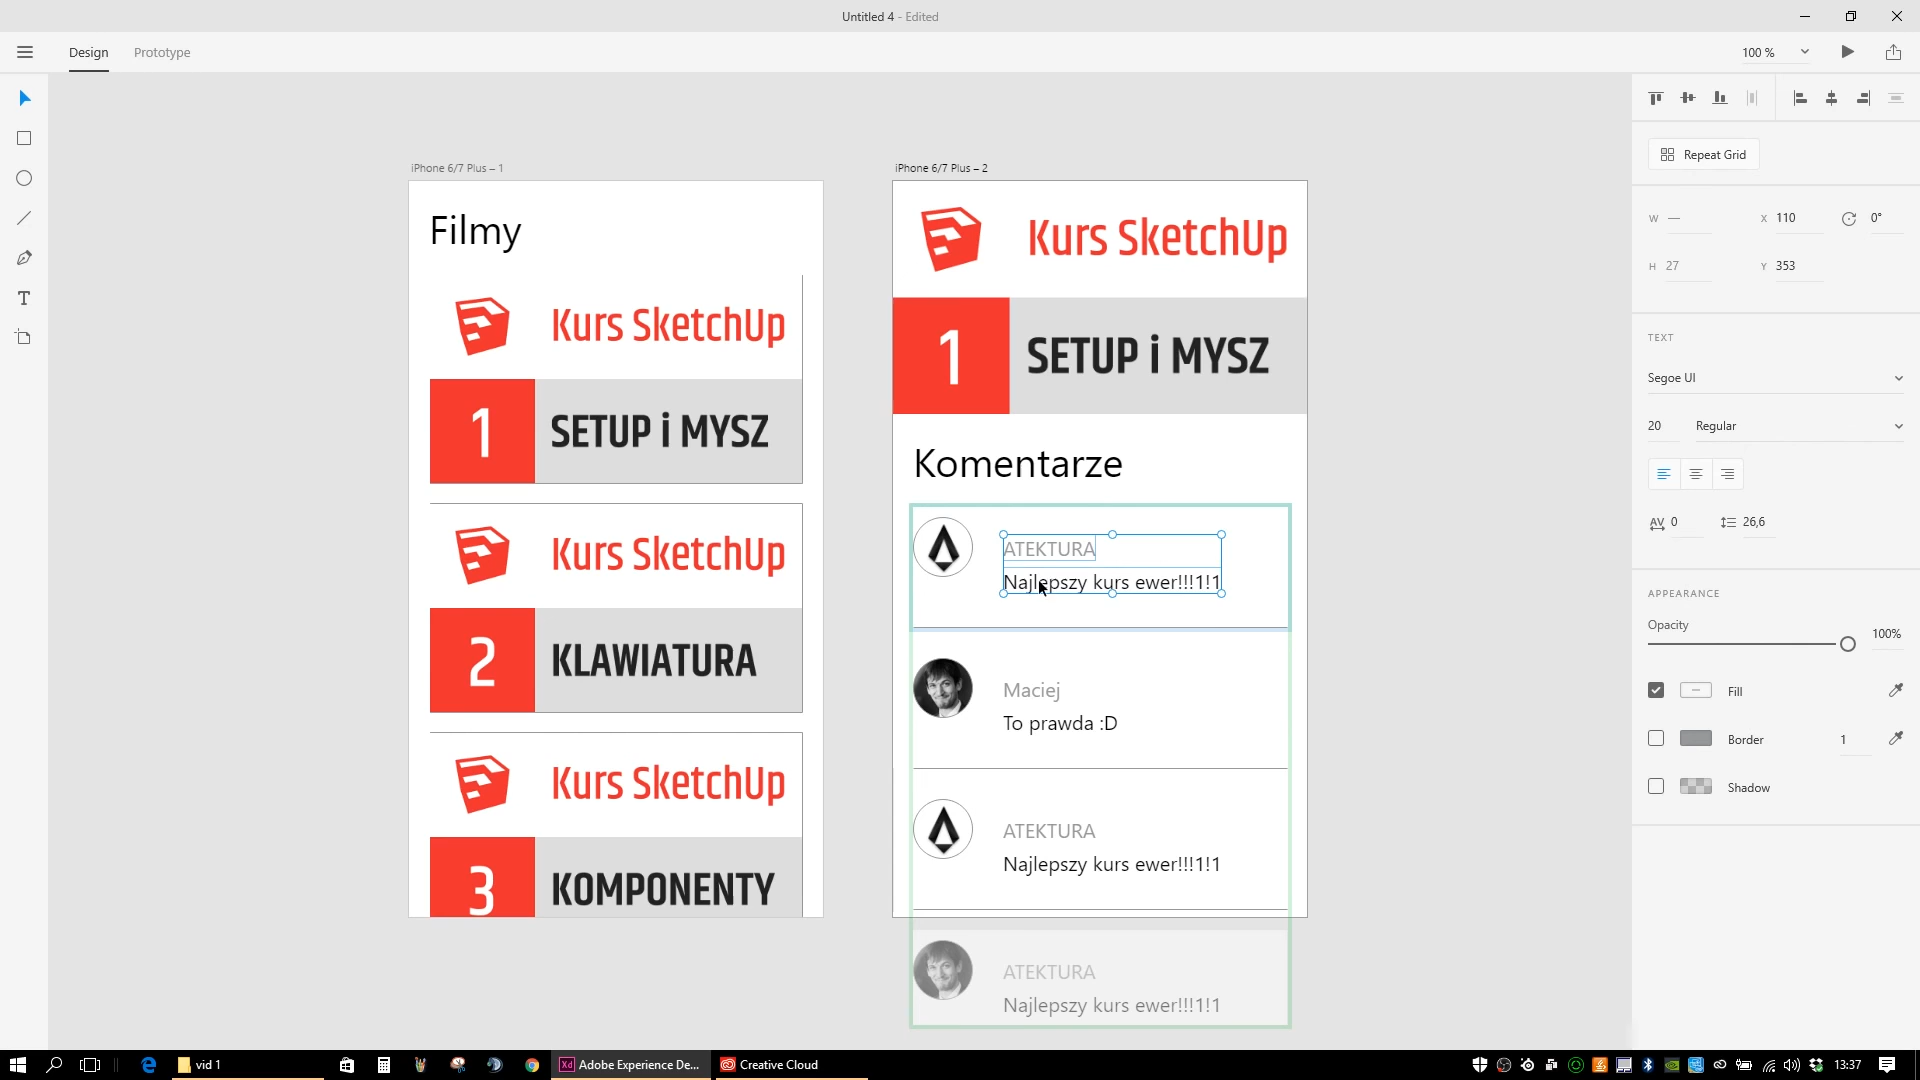 Untitled 4 - Edited
Design
Prototype
100 %
iPhone 6/7 Plus – 1
Filmy
Kurs SketchUp
1
SETUP i MYSZ
Kurs SketchUp
2
KLAWIATURA
Kurs SketchUp
3
KOMPONENTY
iPhone 6/7 Plus – 2
Kurs SketchUp
1
SETUP i MYSZ
Komentarze
ATEKTURA
Najlepszy kurs ewer!!!1!1
Maciej
To prawda :D
ATEKTURA
Najlepszy kurs ewer!!!1!1
ATEKTURA
Najlepszy kurs ewer!!!1!1
Repeat Grid
W — X 110 0°
H 27 Y 353
TEXT
Segoe UI
20 Regular
AV 0 26,6
APPEARANCE
Opacity
100%
Fill
Border 1
Shadow
vid 1
Xd Adobe Experience De...
Creative Cloud
13:37